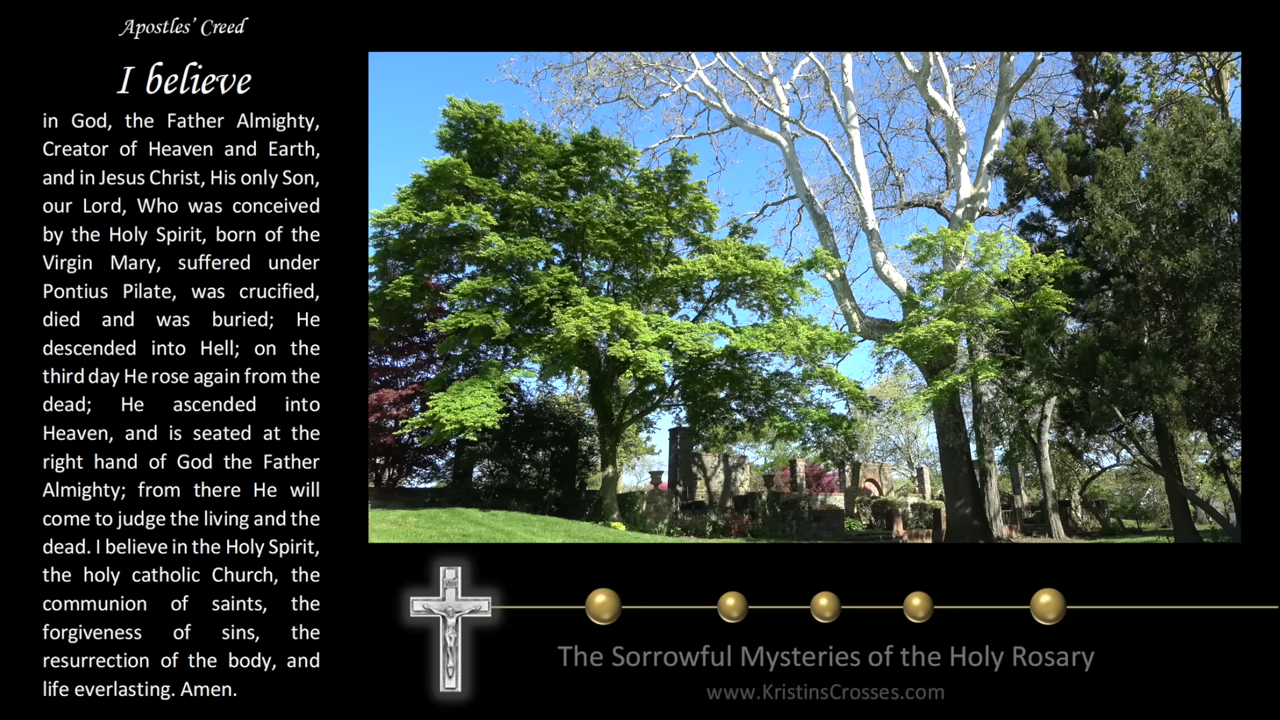 Apostles' Creed
I believe
in God, the Father Almighty,
Creator of Heaven and Earth,
and in Jesus Christ, His only Son,
our Lord, Who was conceived
by the Holy Spirit, born of the
Virgin Mary, suffered under
Pontius Pilate, was crucified,
died and was buried; He
descended into Hell; on the
third day He rose again from the
dead; He ascended into
Heaven, and is seated at the
right hand of God the Father
Almighty; from there He will
come to judge the living and the
dead. I believe in the Holy Spirit,
the holy catholic Church, the
communion of saints, the
forgiveness of sins, the
resurrection of the body, and
life everlasting. Amen.
The Sorrowful Mysteries of the Holy Rosary
www.KristinsCrosses.com